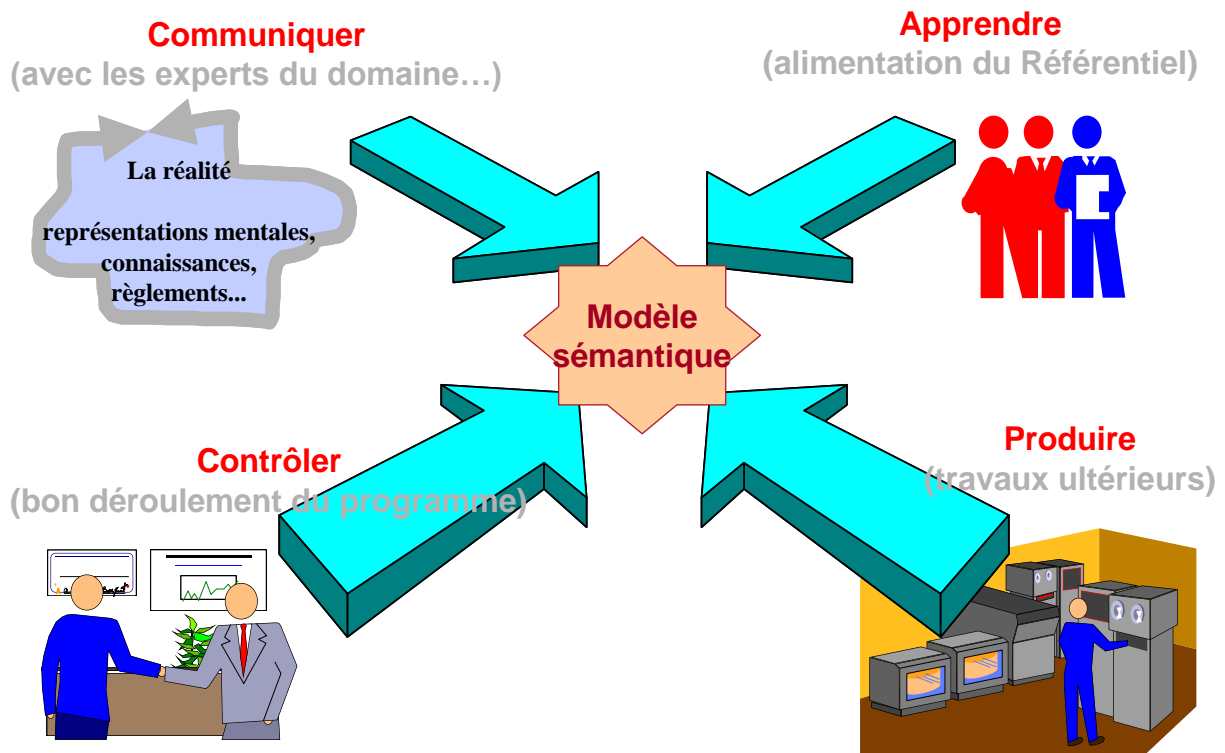 Communiquer
(avec les experts du domaine…)
La réalité
représentations mentales,
connaissances,
règlements...
Apprendre
(alimentation du Référentiel)
Modèle
sémantique
Contrôler
(bon déroulement du programme)
Produire
(travaux ultérieurs)